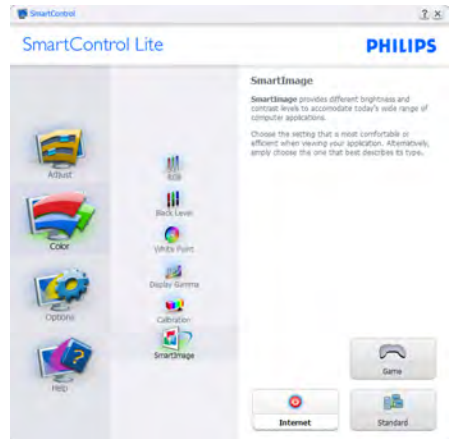 SmartControl
? X
SmartControl Lite
PHILIPS
Adjust
Color
Options
Help
RGB
Black Level
White Point
Display Gamma
Calibration
SmartImage
SmartImage
SmartImage provides different brightness and
contrast levels to accomodate today's wide range of
computer applications.
Choose the setting that is most comfortable or
efficient when viewing your application. Alternatively,
simply choose the one that best describes its type.
Game
Internet
Standard